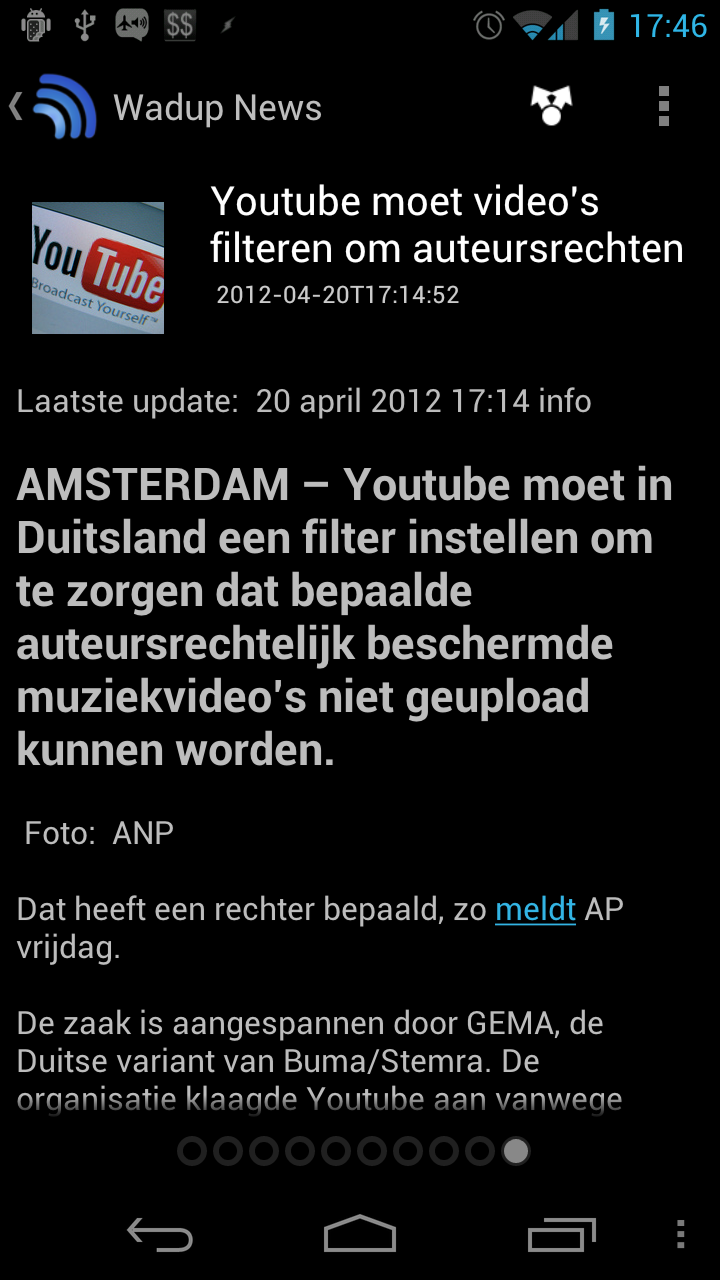 $$
17:46
Wadup News
Youtube moet video's
filteren om auteursrechten
2012-04-20T17:14:52
You Tube
Broadcast Yourself™
Laatste update: 20 april 2012 17:14 info
AMSTERDAM – Youtube moet in
Duitsland een filter instellen om
te zorgen dat bepaalde
auteursrechtelijk beschermde
muziekvideo's niet geupload
kunnen worden.
Foto: ANP
Dat heeft een rechter bepaald, zo meldt AP
vrijdag.
De zaak is aangespannen door GEMA, de
Duitse variant van Buma/Stemra. De
organisatie klaagde Youtube aan vanwege